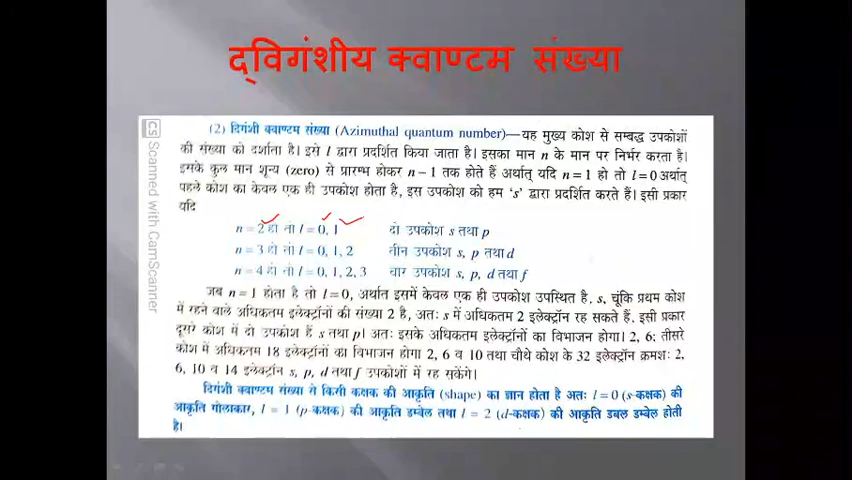 द्विगंशीय क्वाण्टम संख्या
(2) दिगंशी क्वाण्टम संख्या (Azimuthal quantum number)—यह मुख्य कोश से सम्बद्ध उपकोशों
की संख्या को दर्शाता है। इसे l द्वारा प्रदर्शित किया जाता है। इसका मान n के मान पर निर्भर करता है।
इसके कुल मान शून्य (zero) से प्रारम्भ होकर n − 1 तक होते हैं अर्थात् यदि n = 1 हो तो l = 0 अर्थात्
पहले कोश का केवल एक ही उपकोश होता है, इस उपकोश को हम ‘s’ द्वारा प्रदर्शित करते हैं। इसी प्रकार
यदि
n = 2 हो तो l = 0, 1 दो उपकोश s तथा p
n = 3 हो तो l = 0, 1, 2 तीन उपकोश s, p तथा d
n = 4 हो तो l = 0, 1, 2, 3 चार उपकोश s, p, d तथा f
जब n = 1 होता है तो l = 0, अर्थात इसमें केवल एक ही उपकोश उपस्थित है, s, चूंकि प्रथम कोश
में रहने वाले अधिकतम इलेक्ट्रॉनों की संख्या 2 है, अतः s में अधिकतम 2 इलेक्ट्रॉन रह सकते हैं, इसी प्रकार
दूसरे कोश में दो उपकोश हैं s तथा p। अतः इसके अधिकतम इलेक्ट्रॉनों का विभाजन होगा। 2, 6; तीसरे
कोश में अधिकतम 18 इलेक्ट्रॉनों का विभाजन होगा 2, 6 व 10 तथा चौथे कोश के 32 इलेक्ट्रॉन क्रमशः 2,
6, 10 व 14 इलेक्ट्रॉन s, p, d तथा f उपकोशों में रह सकेंगे।
दिगंशी क्वाण्टम संख्या से किसी कक्षक की आकृति (shape) का ज्ञान होता है अतः l = 0 (s-कक्षक) की
आकृति गोलाकार, l = 1 (p-कक्षक) की आकृति डम्बेल तथा l = 2 (d-कक्षक) की आकृति डबल डम्बेल होती
है।
CS Scanned with CamScanner